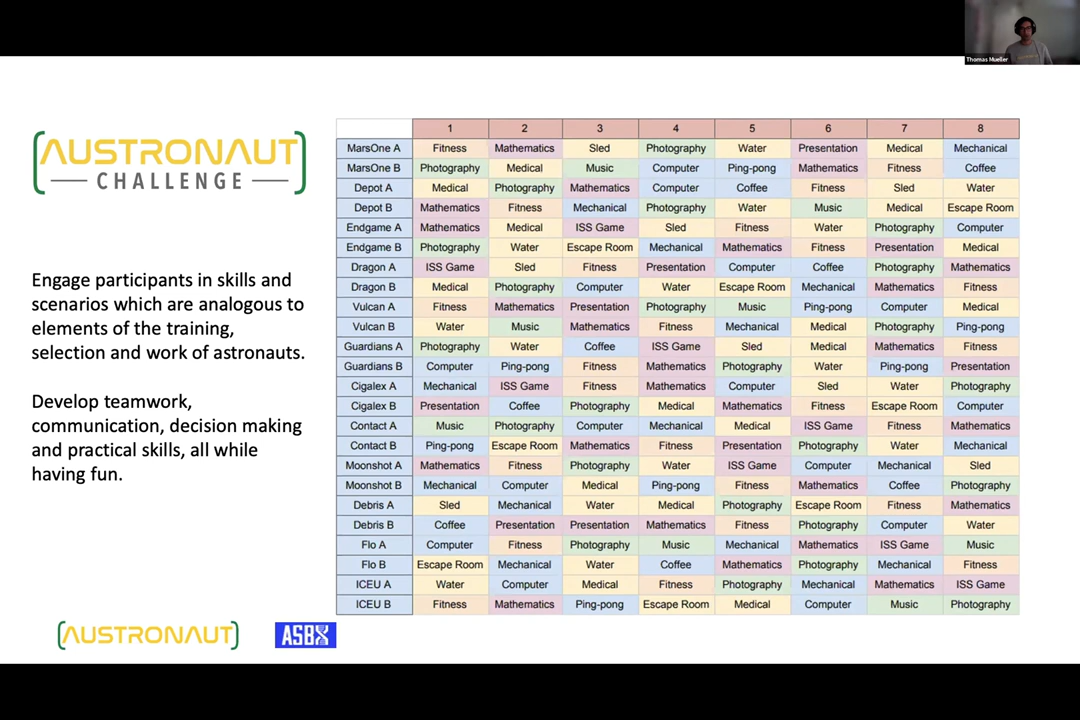 Thomas Mueller
AUSTRONAUT
CHALLENGE
Engage participants in skills and
scenarios which are analogous to
elements of the training,
selection and work of astronauts.
Develop teamwork,
communication, decision making
and practical skills, all while
having fun.
1 2 3 4 5 6 7 8
MarsOne A Fitness Mathematics Sled Photography Water Presentation Medical Mechanical
MarsOne B Photography Medical Music Computer Ping-pong Mathematics Fitness Coffee
Depot A Medical Photography Mathematics Computer Coffee Fitness Sled Water
Depot B Mathematics Fitness Mechanical Photography Water Music Medical Escape Room
Endgame A Mathematics Medical ISS Game Sled Fitness Water Photography Computer
Endgame B Photography Water Escape Room Mechanical Mathematics Fitness Presentation Medical
Dragon A ISS Game Sled Fitness Presentation Computer Coffee Photography Mathematics
Dragon B Medical Photography Computer Water Escape Room Mechanical Mathematics Fitness
Vulcan A Fitness Mathematics Presentation Photography Music Ping-pong Computer Medical
Vulcan B Water Music Mathematics Fitness Mechanical Medical Photography Ping-pong
Guardians A Photography Water Coffee ISS Game Sled Medical Mathematics Fitness
Guardians B Computer Ping-pong Fitness Mathematics Photography Water Ping-pong Presentation
Cigalex A Mechanical ISS Game Fitness Mathematics Computer Sled Water Photography
Cigalex B Presentation Coffee Photography Medical Mathematics Fitness Escape Room Computer
Contact A Music Photography Computer Mechanical Medical ISS Game Fitness Mathematics
Contact B Ping-pong Escape Room Mathematics Fitness Presentation Photography Water Mechanical
Moonshot A Mathematics Fitness Photography Water ISS Game Computer Mechanical Sled
Moonshot B Mechanical Computer Medical Ping-pong Fitness Mathematics Coffee Photography
Debris A Sled Mechanical Water Medical Photography Escape Room Fitness Mathematics
Debris B Coffee Presentation Presentation Mathematics Fitness Photography Computer Water
Flo A Computer Fitness Photography Music Mechanical Mathematics ISS Game Music
Flo B Escape Room Mechanical Water Coffee Mathematics Photography Mechanical Fitness
ICEU A Water Computer Medical Fitness Photography Mechanical Mathematics ISS Game
ICEU B Fitness Mathematics Ping-pong Escape Room Medical Computer Music Photography
AUSTRONAUT
ASBX